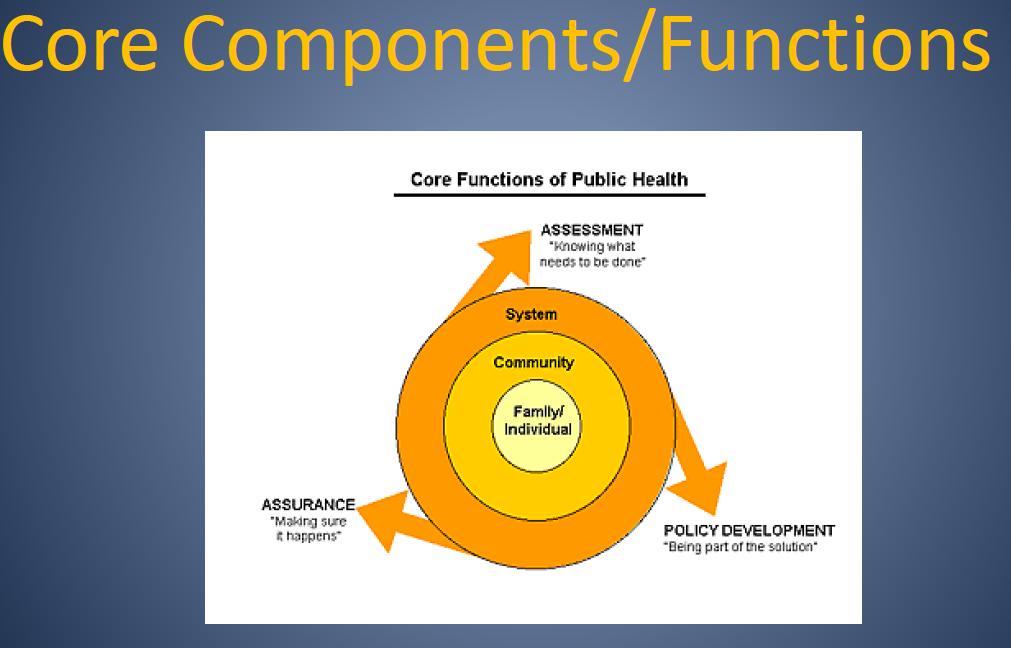 Core Components/Functions
Core Functions of Public Health
ASSESSMENT
"Knowing what
needs to be done"
System
Community
Family/
Individual
ASSURANCE
"Making sure
it happens"
POLICY DEVELOPMENT
"Being part of the solution"